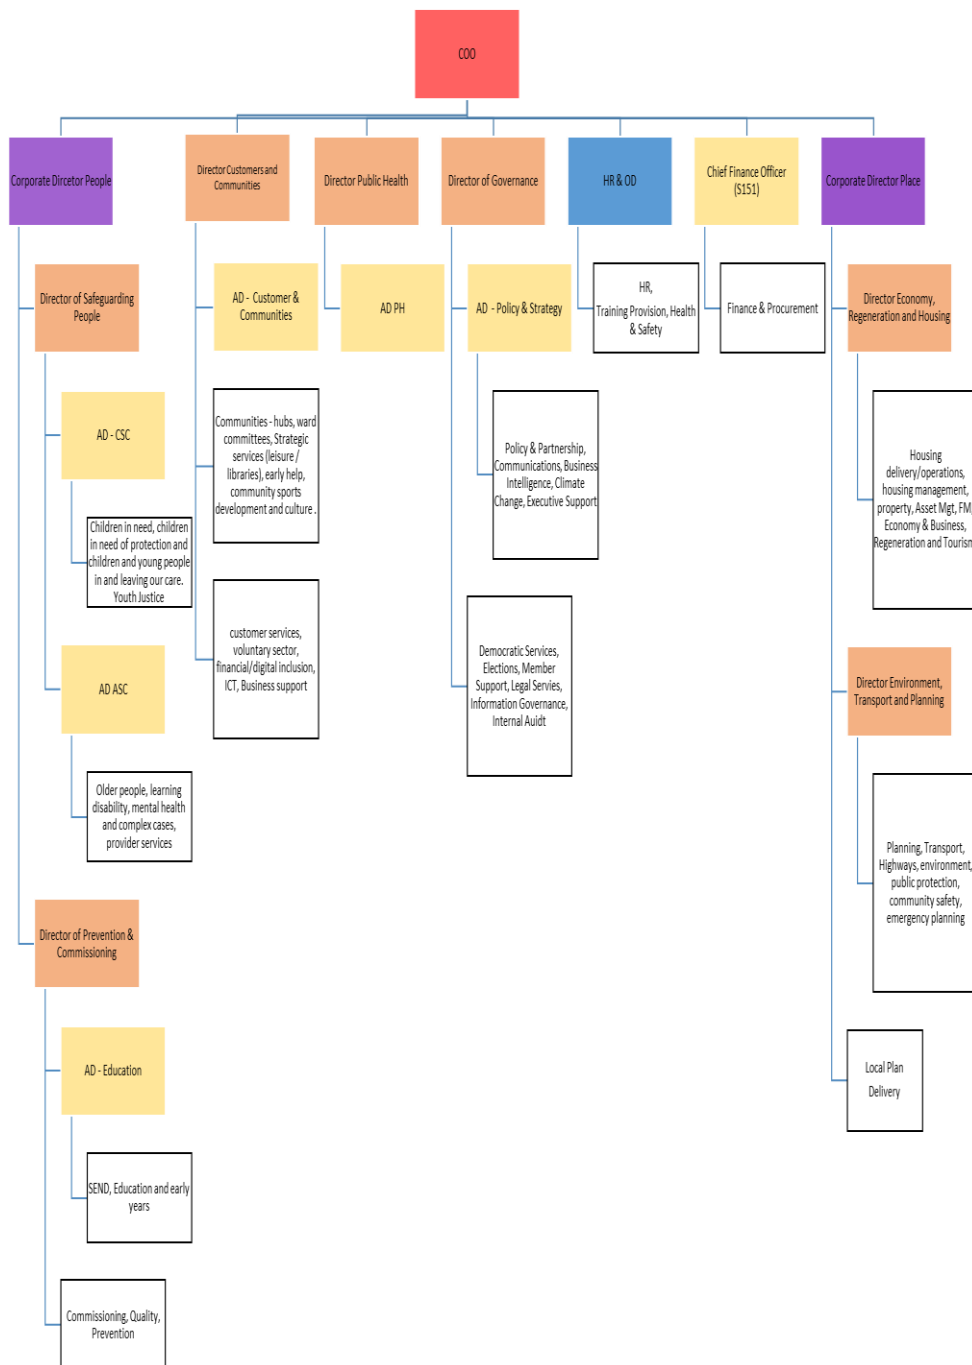 COO
Corporate Dircetor People
Director Customers and
Communities
Director Public Health
Director of Governance
HR & OD
Chief Finance Officer
(S151)
Corporate Director Place
Director of Safeguarding
People
AD - Customer &
Communities
AD PH
AD - Policy & Strategy
HR,
Training Provision, Health
& Safety
Finance & Procurement
Director Economy,
Regeneration and Housing
AD - CSC
Communities - hubs, ward
committees, Strategic
services (leisure /
libraries), early help,
community sports
development and culture .
Policy & Partnership,
Communications, Business
Intelligence, Climate
Change, Executive Support
Housing
delivery/operations,
housing management,
property, Asset Mgt, FM,
Economy & Business,
Regeneration and Tourism
Children in need, children
in need of protection and
children and young people
in and leaving our care.
Youth Justice
customer services,
voluntary sector,
financial/digital inclusion,
ICT, Business support
Democratic Services,
Elections, Member
Support, Legal Servies,
Information Governance,
Internal Auidt
AD ASC
Director Environment,
Transport and Planning
Older people, learning
disability, mental health
and complex cases,
provider services
Planning, Transport,
Highways, environment,
public protection,
community safety,
emergency planning
Director of Prevention &
Commissioning
AD - Education
Local Plan
Delivery
SEND, Education and early
years
Commissioning, Quality,
Prevention